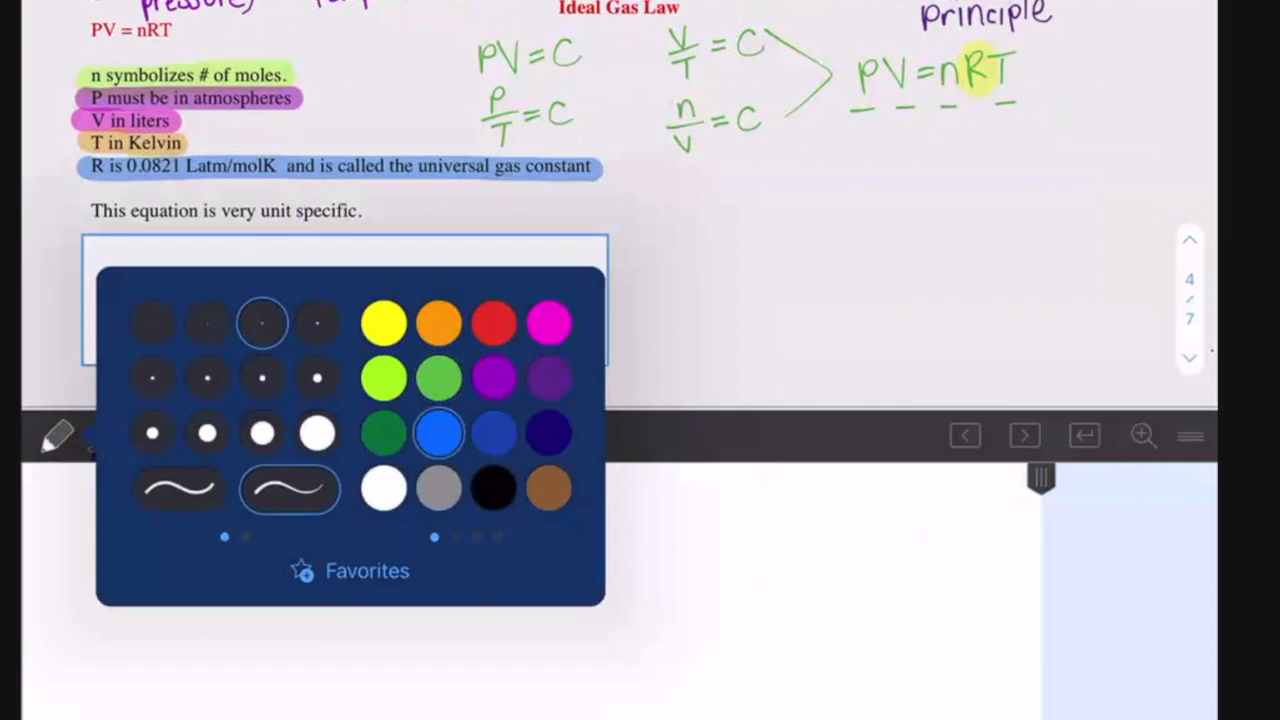 Ideal Gas Law
principle
PV = nRT
PV = C
V/T = C
PV = nRT
P/T = C
n/V = C
n symbolizes # of moles.
P must be in atmospheres
V in liters
T in Kelvin
R is 0.0821 Latm/molK and is called the universal gas constant
This equation is very unit specific.
4
/
7
Favorites